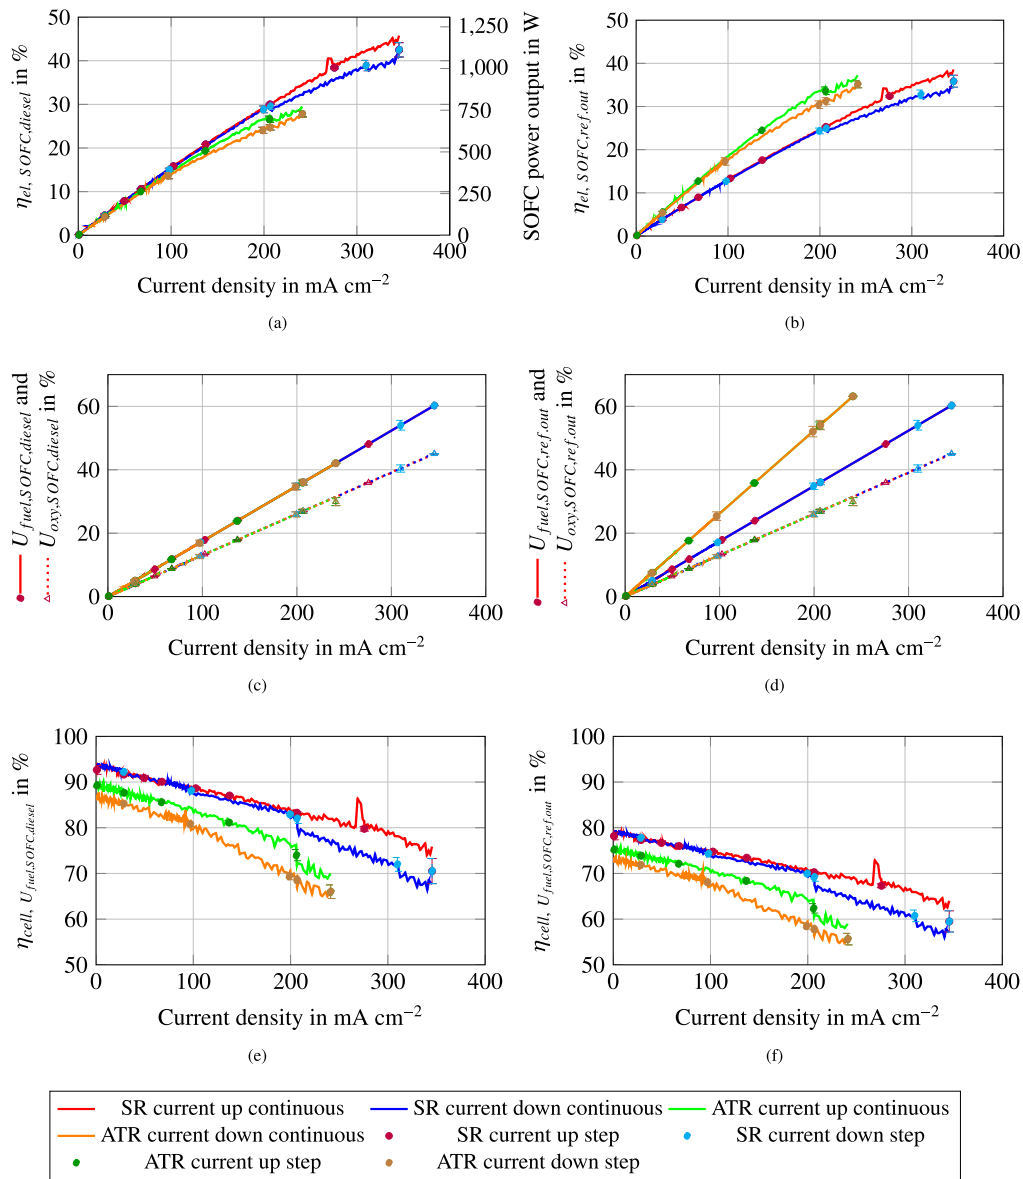 50
40
30
20
10
0
0
100
200
300
400
1,250
1,000
750
500
250
0
η_el, SOFC,diesel in %
SOFC power output in W
Current density in mA cm⁻²
(a)
50
40
30
20
10
0
0
100
200
300
400
η_el, SOFC,ref.out in %
Current density in mA cm⁻²
(b)
60
40
20
0
0
100
200
300
400
U_fuel,SOFC,diesel and
U_oxy,SOFC,diesel in %
Current density in mA cm⁻²
(c)
60
40
20
0
0
100
200
300
400
U_fuel,SOFC,ref.out and
U_oxy,SOFC,ref.out in %
Current density in mA cm⁻²
(d)
100
90
80
70
60
50
0
100
200
300
400
η_cell, U_fuel,SOFC,diesel in %
Current density in mA cm⁻²
(e)
100
90
80
70
60
50
0
100
200
300
400
η_cell, U_fuel,SOFC,ref.out in %
Current density in mA cm⁻²
(f)
SR current up continuous SR current down continuous ATR current up continuous
ATR current down continuous SR current up step SR current down step
ATR current up step ATR current down step